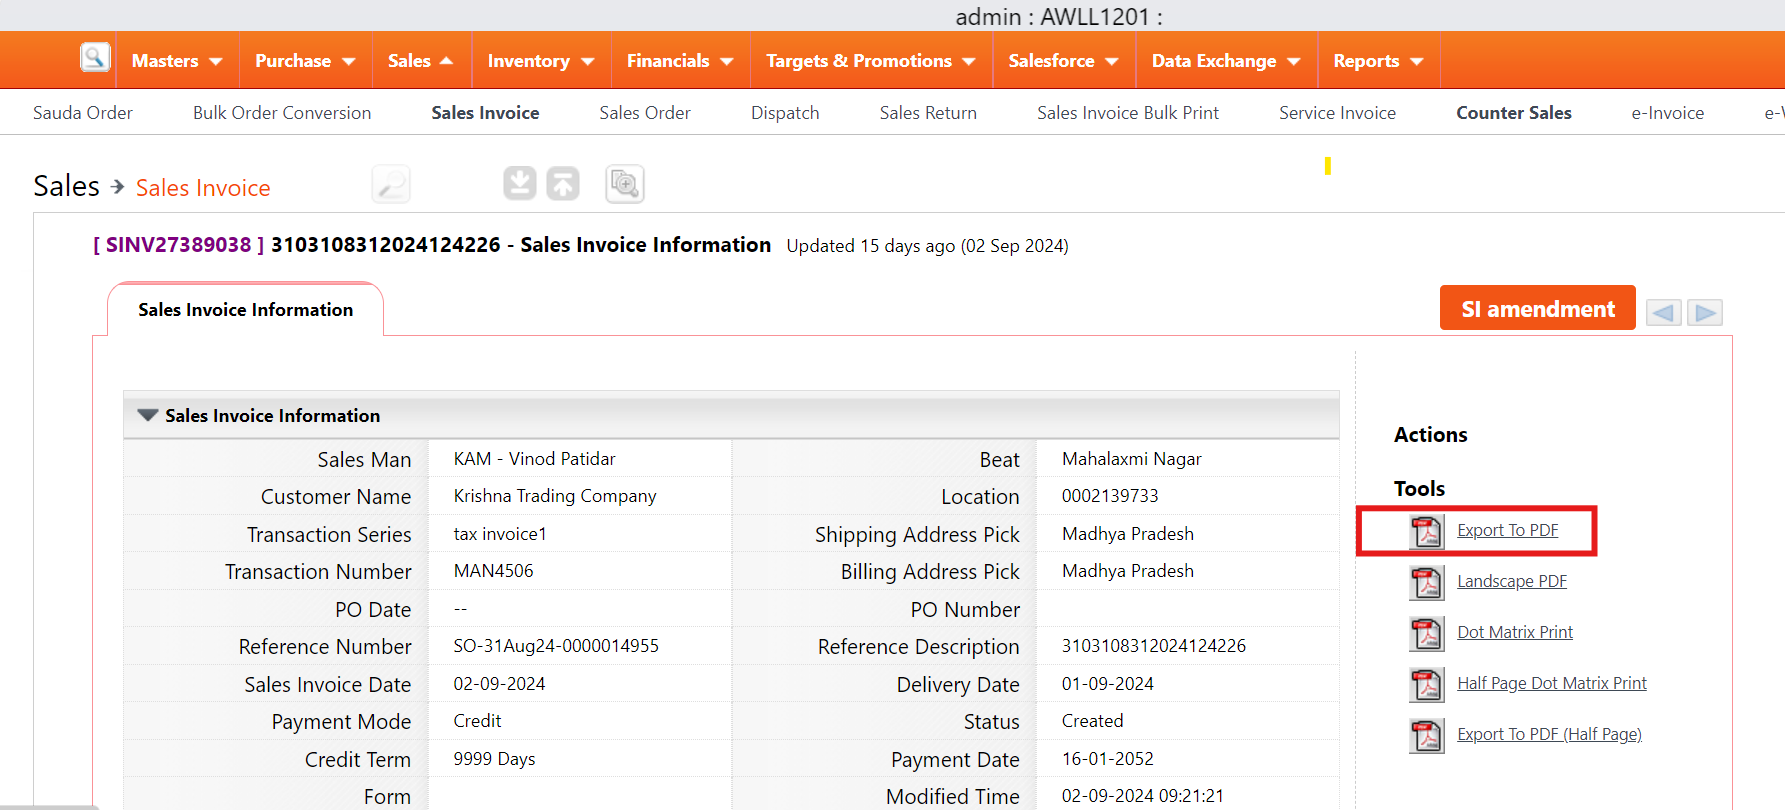 admin : AWLL1201 :
Masters Purchase Sales Inventory Financials Targets & Promotions Salesforce Data Exchange Reports
Sauda Order Bulk Order Conversion Sales Invoice Sales Order Dispatch Sales Return Sales Invoice Bulk Print Service Invoice Counter Sales e-Invoice
Sales Sales Invoice
[ SINV27389038 ] 3103108312024124226 - Sales Invoice Information Updated 15 days ago (02 Sep 2024)
Sales Invoice Information
SI amendment
Sales Invoice Information
Sales Man KAM - Vinod Patidar Beat Mahalaxmi Nagar
Customer Name Krishna Trading Company Location 0002139733
Transaction Series tax invoice1 Shipping Address Pick Madhya Pradesh
Transaction Number MAN4506 Billing Address Pick Madhya Pradesh
PO Date -- PO Number
Reference Number SO-31Aug24-0000014955 Reference Description 3103108312024124226
Sales Invoice Date 02-09-2024 Delivery Date 01-09-2024
Payment Mode Credit Status Created
Credit Term 9999 Days Payment Date 16-01-2052
Form Modified Time 02-09-2024 09:21:21
Actions
Tools
Export To PDF
Landscape PDF
Dot Matrix Print
Half Page Dot Matrix Print
Export To PDF (Half Page)